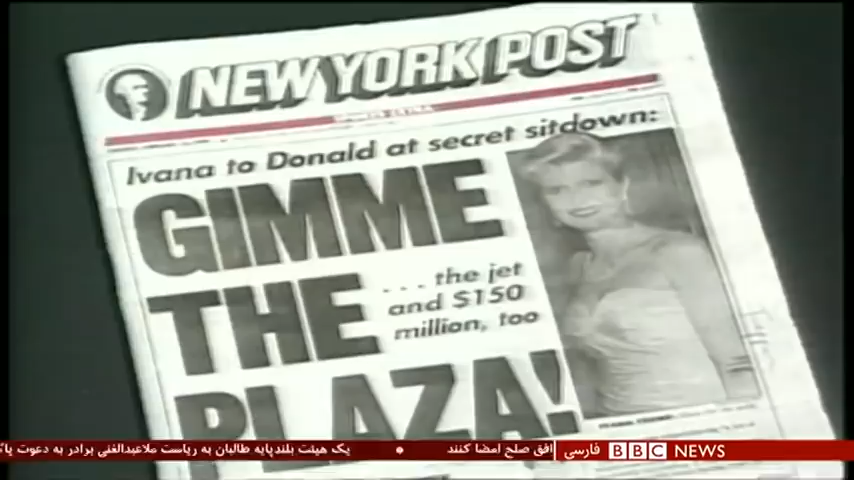 NEW YORK POST
Ivana to Donald at secret sitdown:
GIMME
THE
PLAZA!
. . . the jet
and $150
million, too
افق صلح امضا کنند • یک هیئت بلندپایه طالبان به ریاست ملاعبدالغنی برادر به دعوت پا
فارسی BBC NEWS